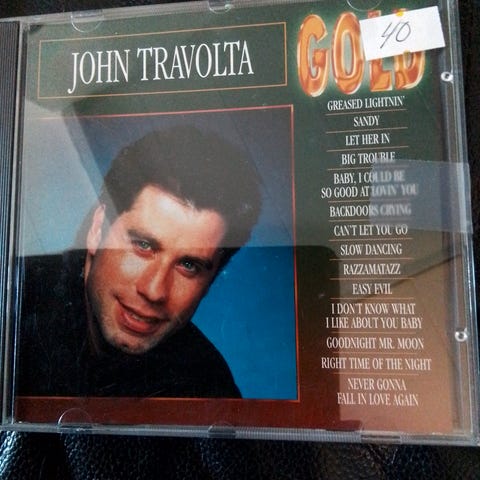 JOHN TRAVOLTA
GOLD
40
GREASED LIGHTNIN'
SANDY
LET HER IN
BIG TROUBLE
BABY, I COULD BE
SO GOOD AT LOVIN' YOU
BACKDOORS CRYING
CAN'T LET YOU GO
SLOW DANCING
RAZZAMATAZZ
EASY EVIL
I DON'T KNOW WHAT
I LIKE ABOUT YOU BABY
GOODNIGHT MR. MOON
RIGHT TIME OF THE NIGHT
NEVER GONNA
FALL IN LOVE AGAIN